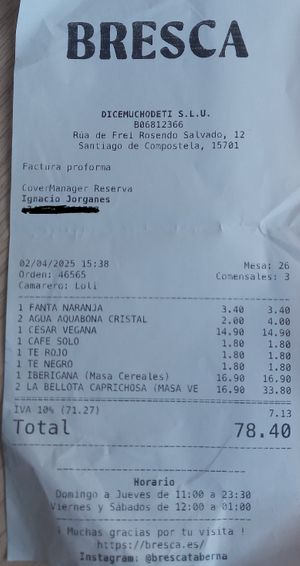 BRESCA
DICEMUCHODETI S.L.U.
B06812366
Rúa de Frei Rosendo Salvado, 12
Santiago de Compostela, 15701
Factura proforma
CoverManager Reserva
Ignacio Jorganes
02/04/2025 15:38 Mesa: 26
Orden: 46565 Comensales: 3
Camarero: Loli
1 FANTA NARANJA 3.40 3.40
2 AGUA AQUABONA CRISTAL 2.00 4.00
1 CESAR VEGANA 14.90 14.90
1 CAFE SOLO 1.80 1.80
1 TE ROJO 1.80 1.80
1 TE NEGRO 1.80 1.80
1 IBERIGANA (Masa Cereales) 16.90 16.90
2 LA BELLOTA CAPRICHOSA (MASA VE 16.90 33.80
IVA 10% (71.27) 7.13
Total 78.40
Horario
Domingo a Jueves de 11:00 a 23:30
Viernes y Sábados de 12:00 a 01:00
¡ Muchas gracias por tu visita !
https://bresca.es/
Instagram: @brescataberna